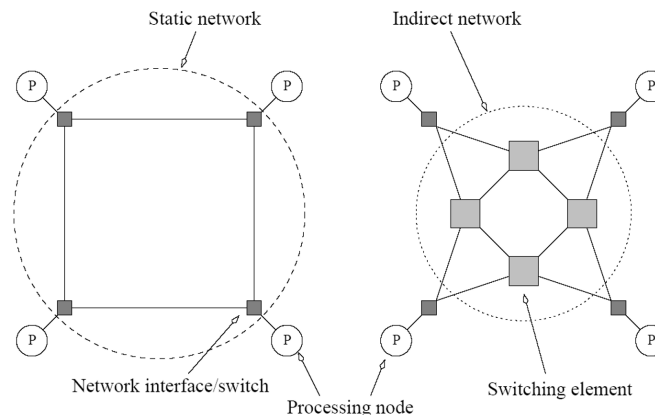 Static network
Indirect network
P
P
P
P
P
P
P
P
Network interface/switch
Processing node
Switching element